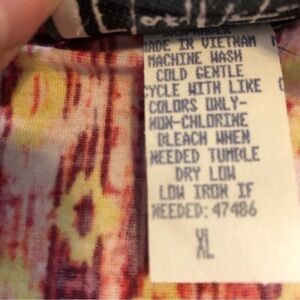 MADE IN VIETNAM
MACHINE WASH
COLD GENTLE
CYCLE WITH LIKE
COLORS ONLY-
NON-CHLORINE
BLEACH WHEN
NEEDED TUMBLE
DRY LOW
LOW IRON IF
NEEDED: 47486
XL